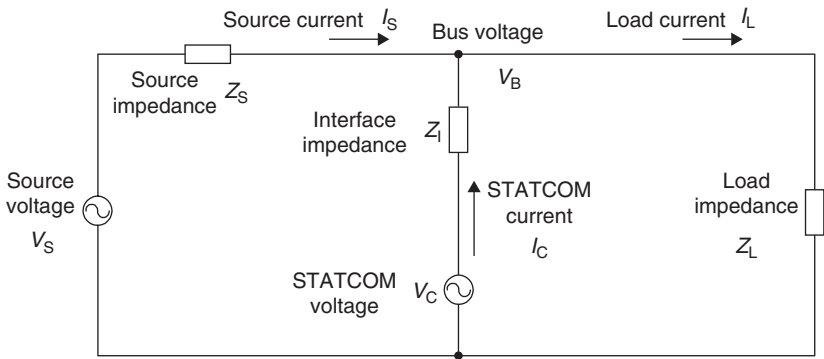 Source current I_S
Bus voltage
Load current I_L
Source
impedance Z_S
V_B
Interface
impedance Z_I
Source
voltage
V_S
STATCOM
current
I_C
Load
impedance
Z_L
STATCOM
voltage V_C